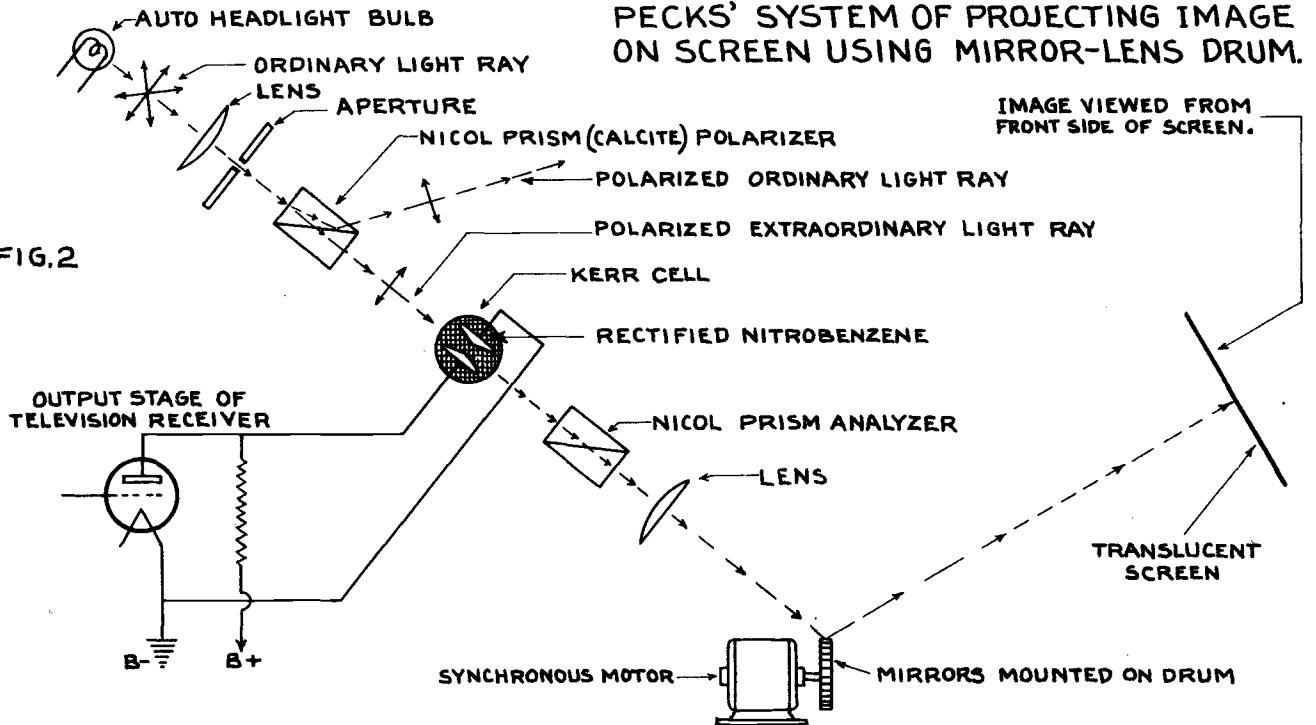 PECKS' SYSTEM OF PROJECTING IMAGE
ON SCREEN USING MIRROR-LENS DRUM.
AUTO HEADLIGHT BULB
ORDINARY LIGHT RAY
LENS
APERTURE
IMAGE VIEWED FROM
FRONT SIDE OF SCREEN.
NICOL PRISM (CALCITE) POLARIZER
POLARIZED ORDINARY LIGHT RAY
POLARIZED EXTRAORDINARY LIGHT RAY
FIG.2
KERR CELL
RECTIFIED NITROBENZENE
OUTPUT STAGE OF
TELEVISION RECEIVER
NICOL PRISM ANALYZER
LENS
TRANSLUCENT
SCREEN
B-
B+
SYNCHRONOUS MOTOR
MIRRORS MOUNTED ON DRUM